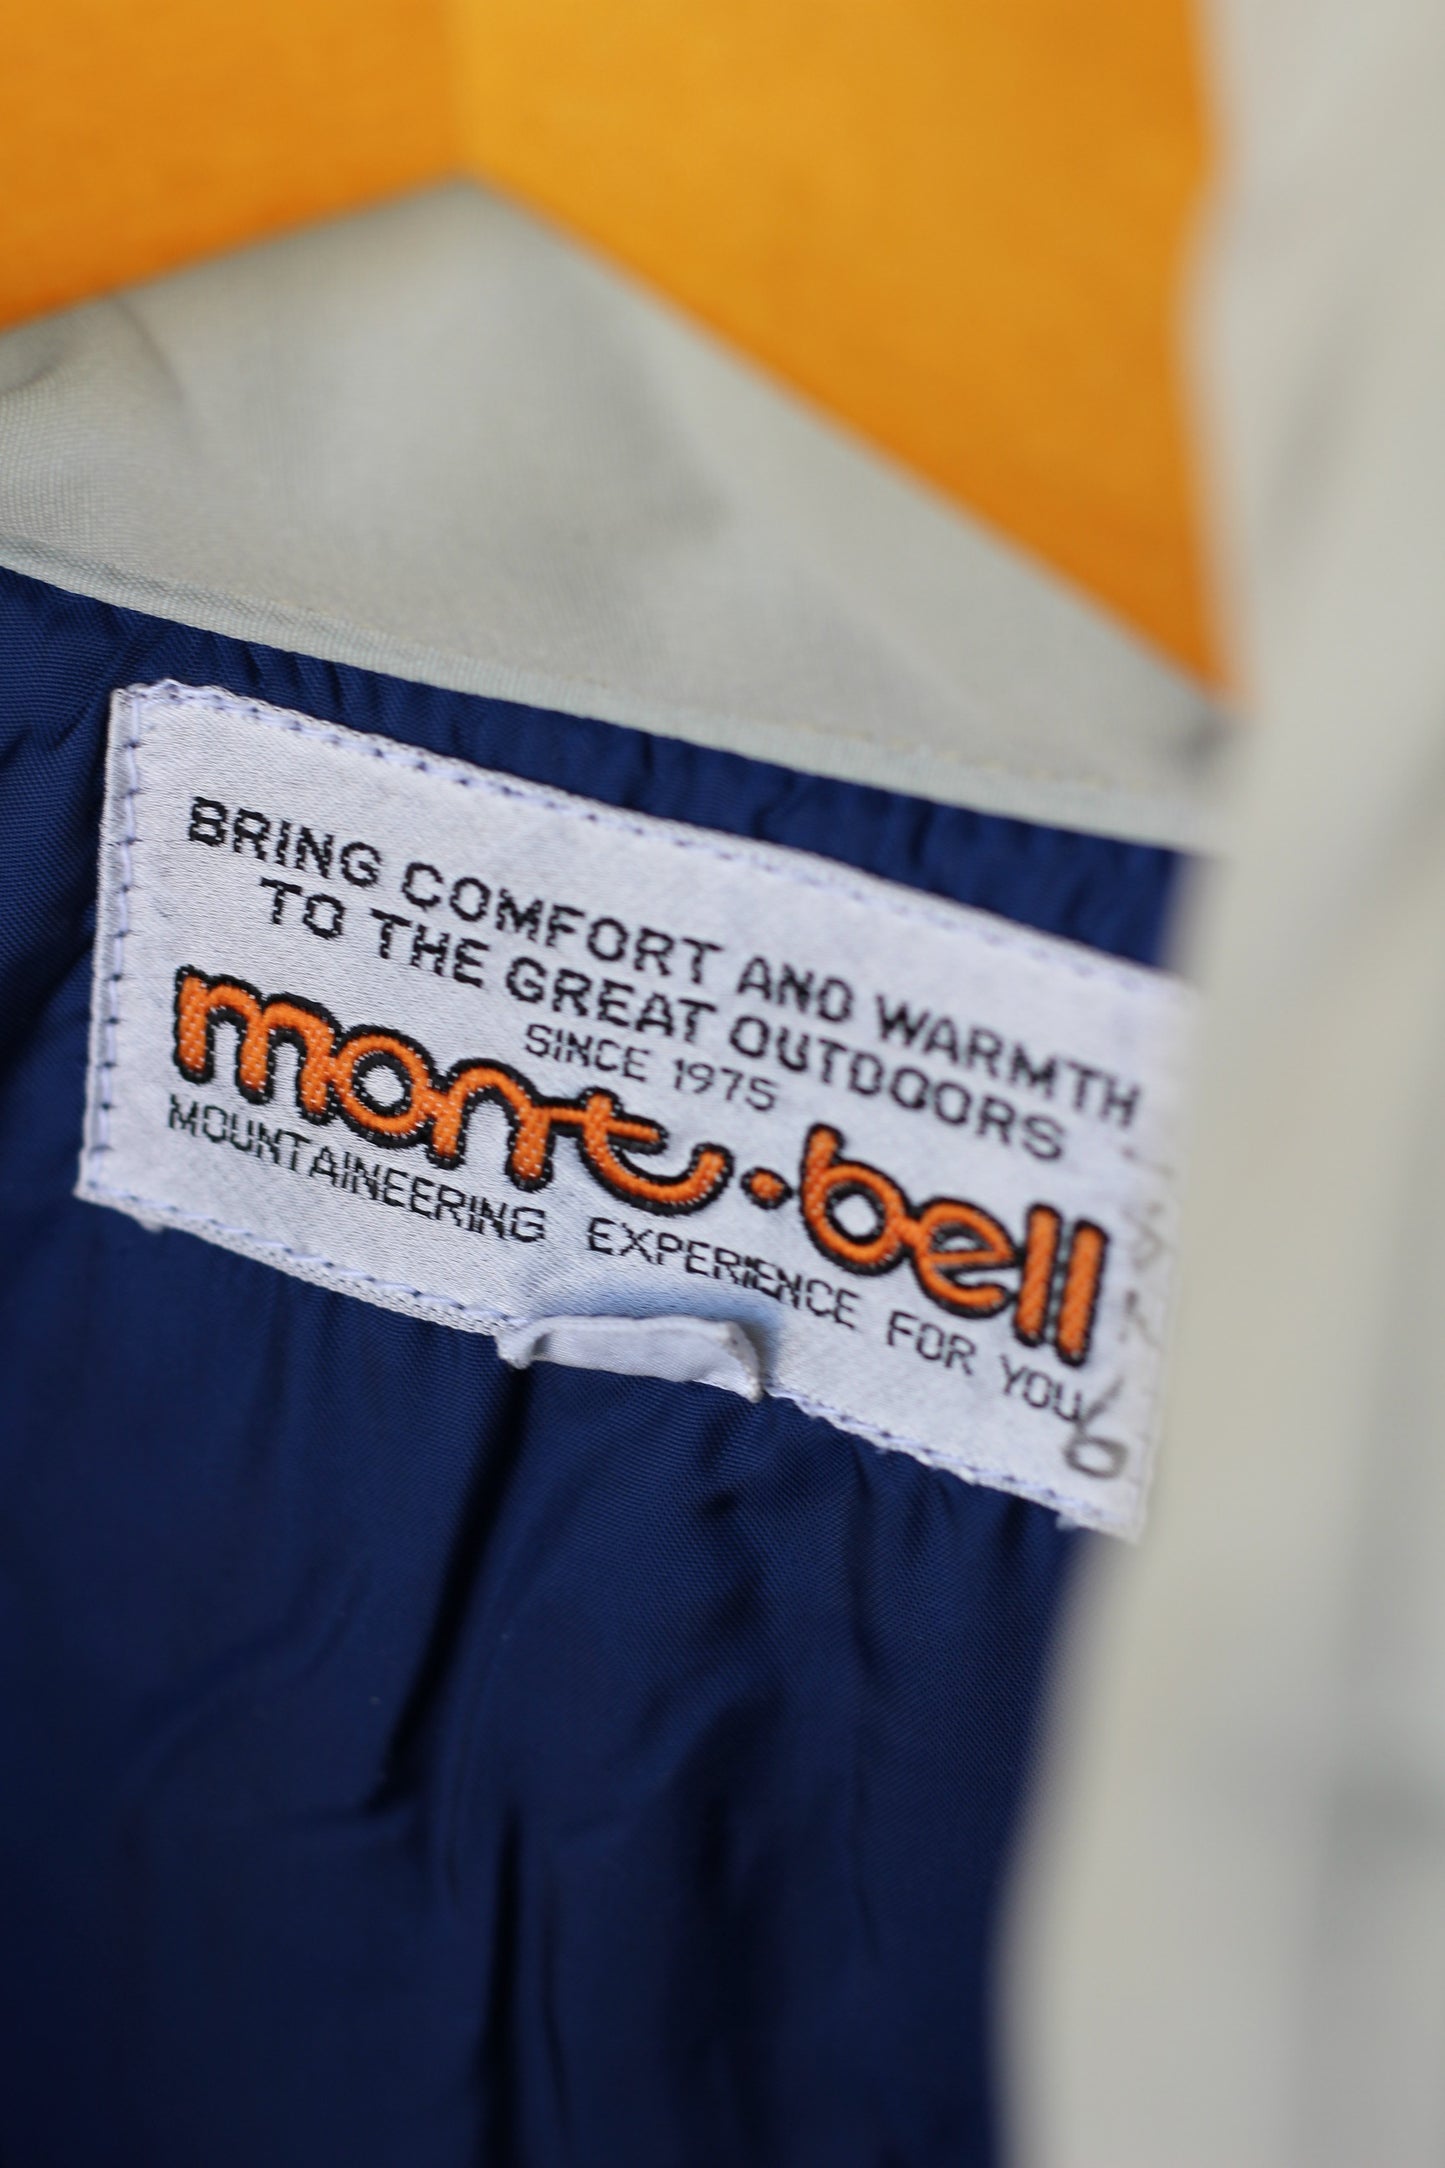 BRING COMFORT AND WARMTH
TO THE GREAT OUTDOORS
SINCE 1975
mont·bell
MOUNTAINEERING EXPERIENCE FOR YOU